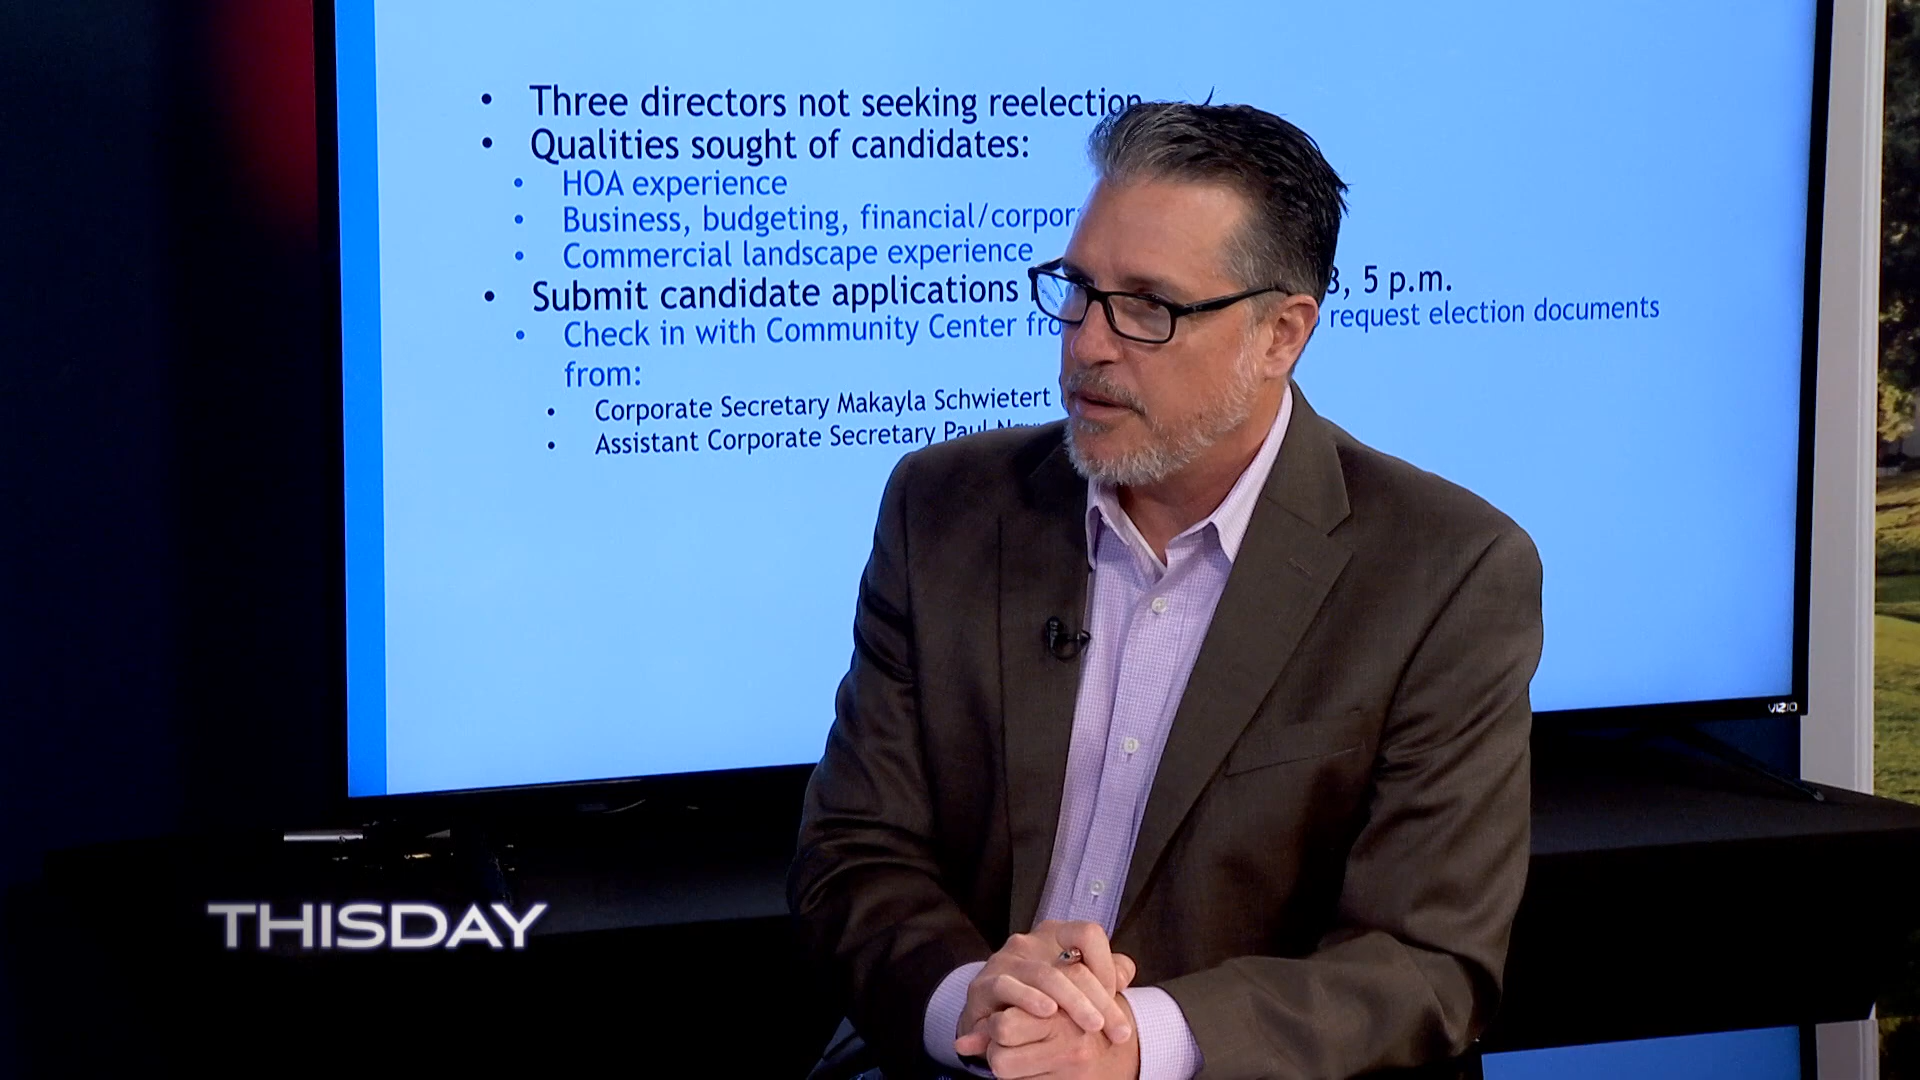 • Three directors not seeking reelection
• Qualities sought of candidates:
• HOA experience
• Business, budgeting, financial/corpor
• Commercial landscape experience
• Submit candidate applications 3, 5 p.m.
• Check in with Community Center fro request election documents
from:
• Corporate Secretary Makayla Schwietert
• Assistant Corporate Secretary Paul
VIZIO
THISDAY